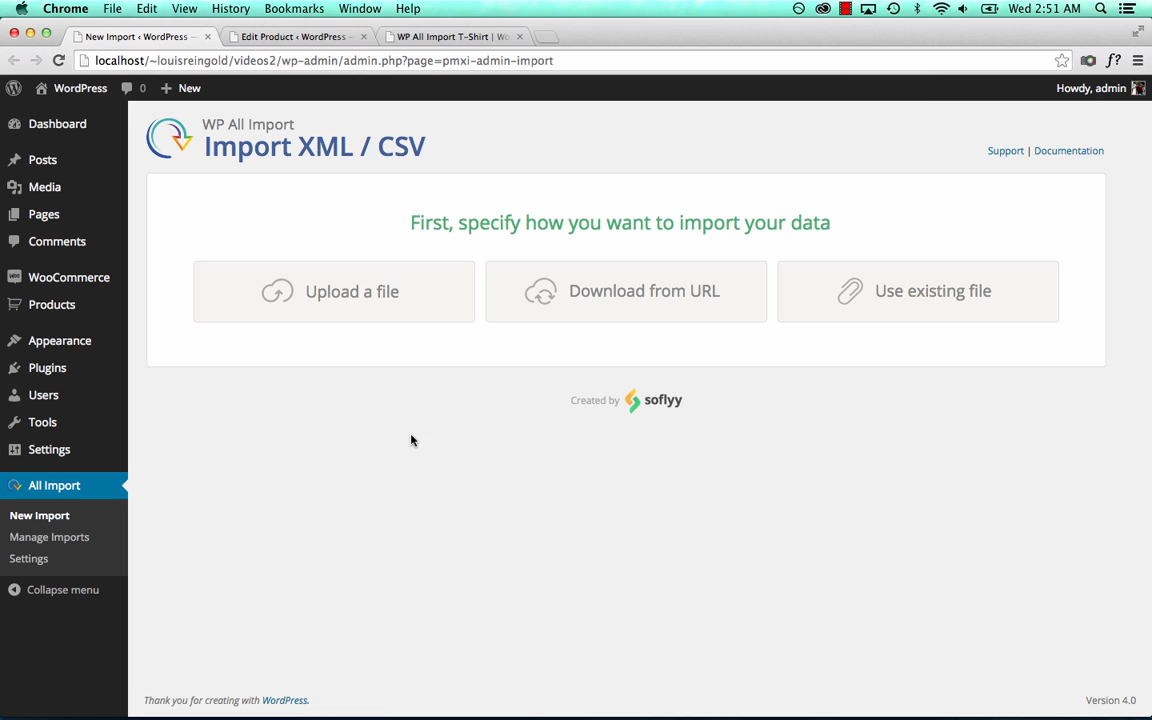 Chrome File Edit View History Bookmarks Window Help Wed 2:51 AM
New Import ‹ WordPress — Edit Product ‹ WordPress — WP All Import T-Shirt | Wo
localhost/~louisreingold/videos2/wp-admin/admin.php?page=pmxi-admin-import f?
WordPress 0 + New Howdy, admin
Dashboard
Posts
Media
Pages
Comments
WooCommerce
Products
Appearance
Plugins
Users
Tools
Settings
All Import
New Import
Manage Imports
Settings
Collapse menu
WP All Import
Import XML / CSV
Support | Documentation
First, specify how you want to import your data
Upload a file Download from URL Use existing file
Created by soflyy
Thank you for creating with WordPress. Version 4.0